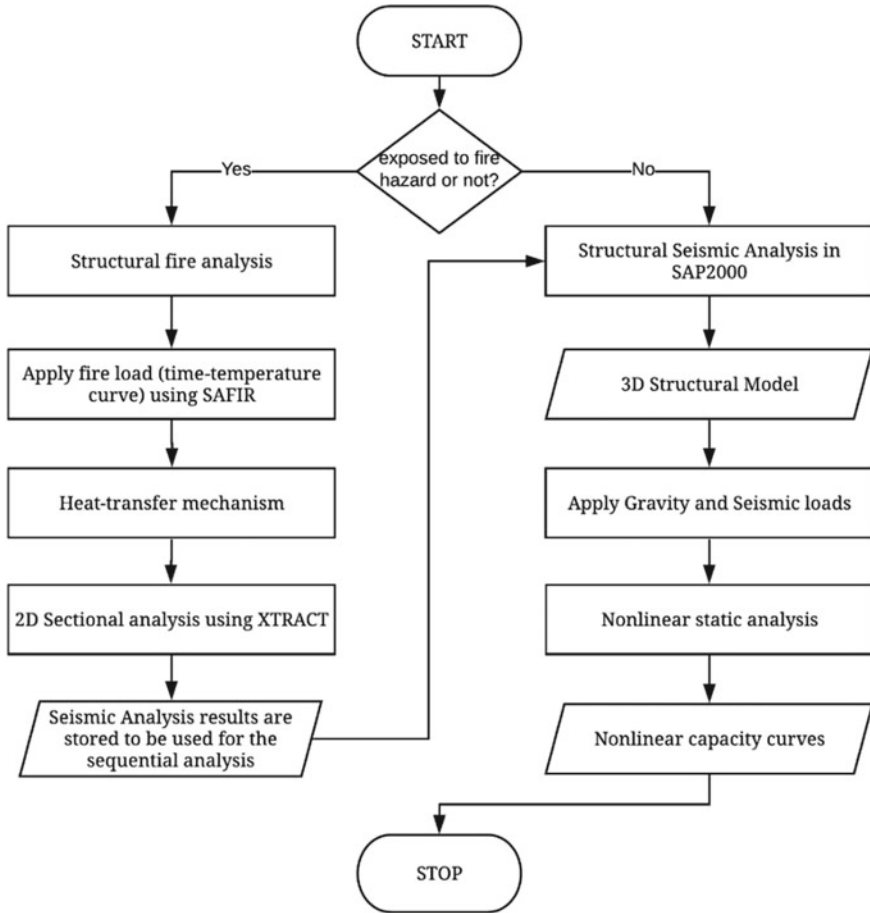 START
exposed to fire
hazard or not?
Yes
No
Structural fire analysis
Apply fire load (time-temperature
curve) using SAFIR
Heat-transfer mechanism
2D Sectional analysis using XTRACT
Seismic Analysis results are
stored to be used for the
sequential analysis
Structural Seismic Analysis in
SAP2000
3D Structural Model
Apply Gravity and Seismic loads
Nonlinear static analysis
Nonlinear capacity curves
STOP